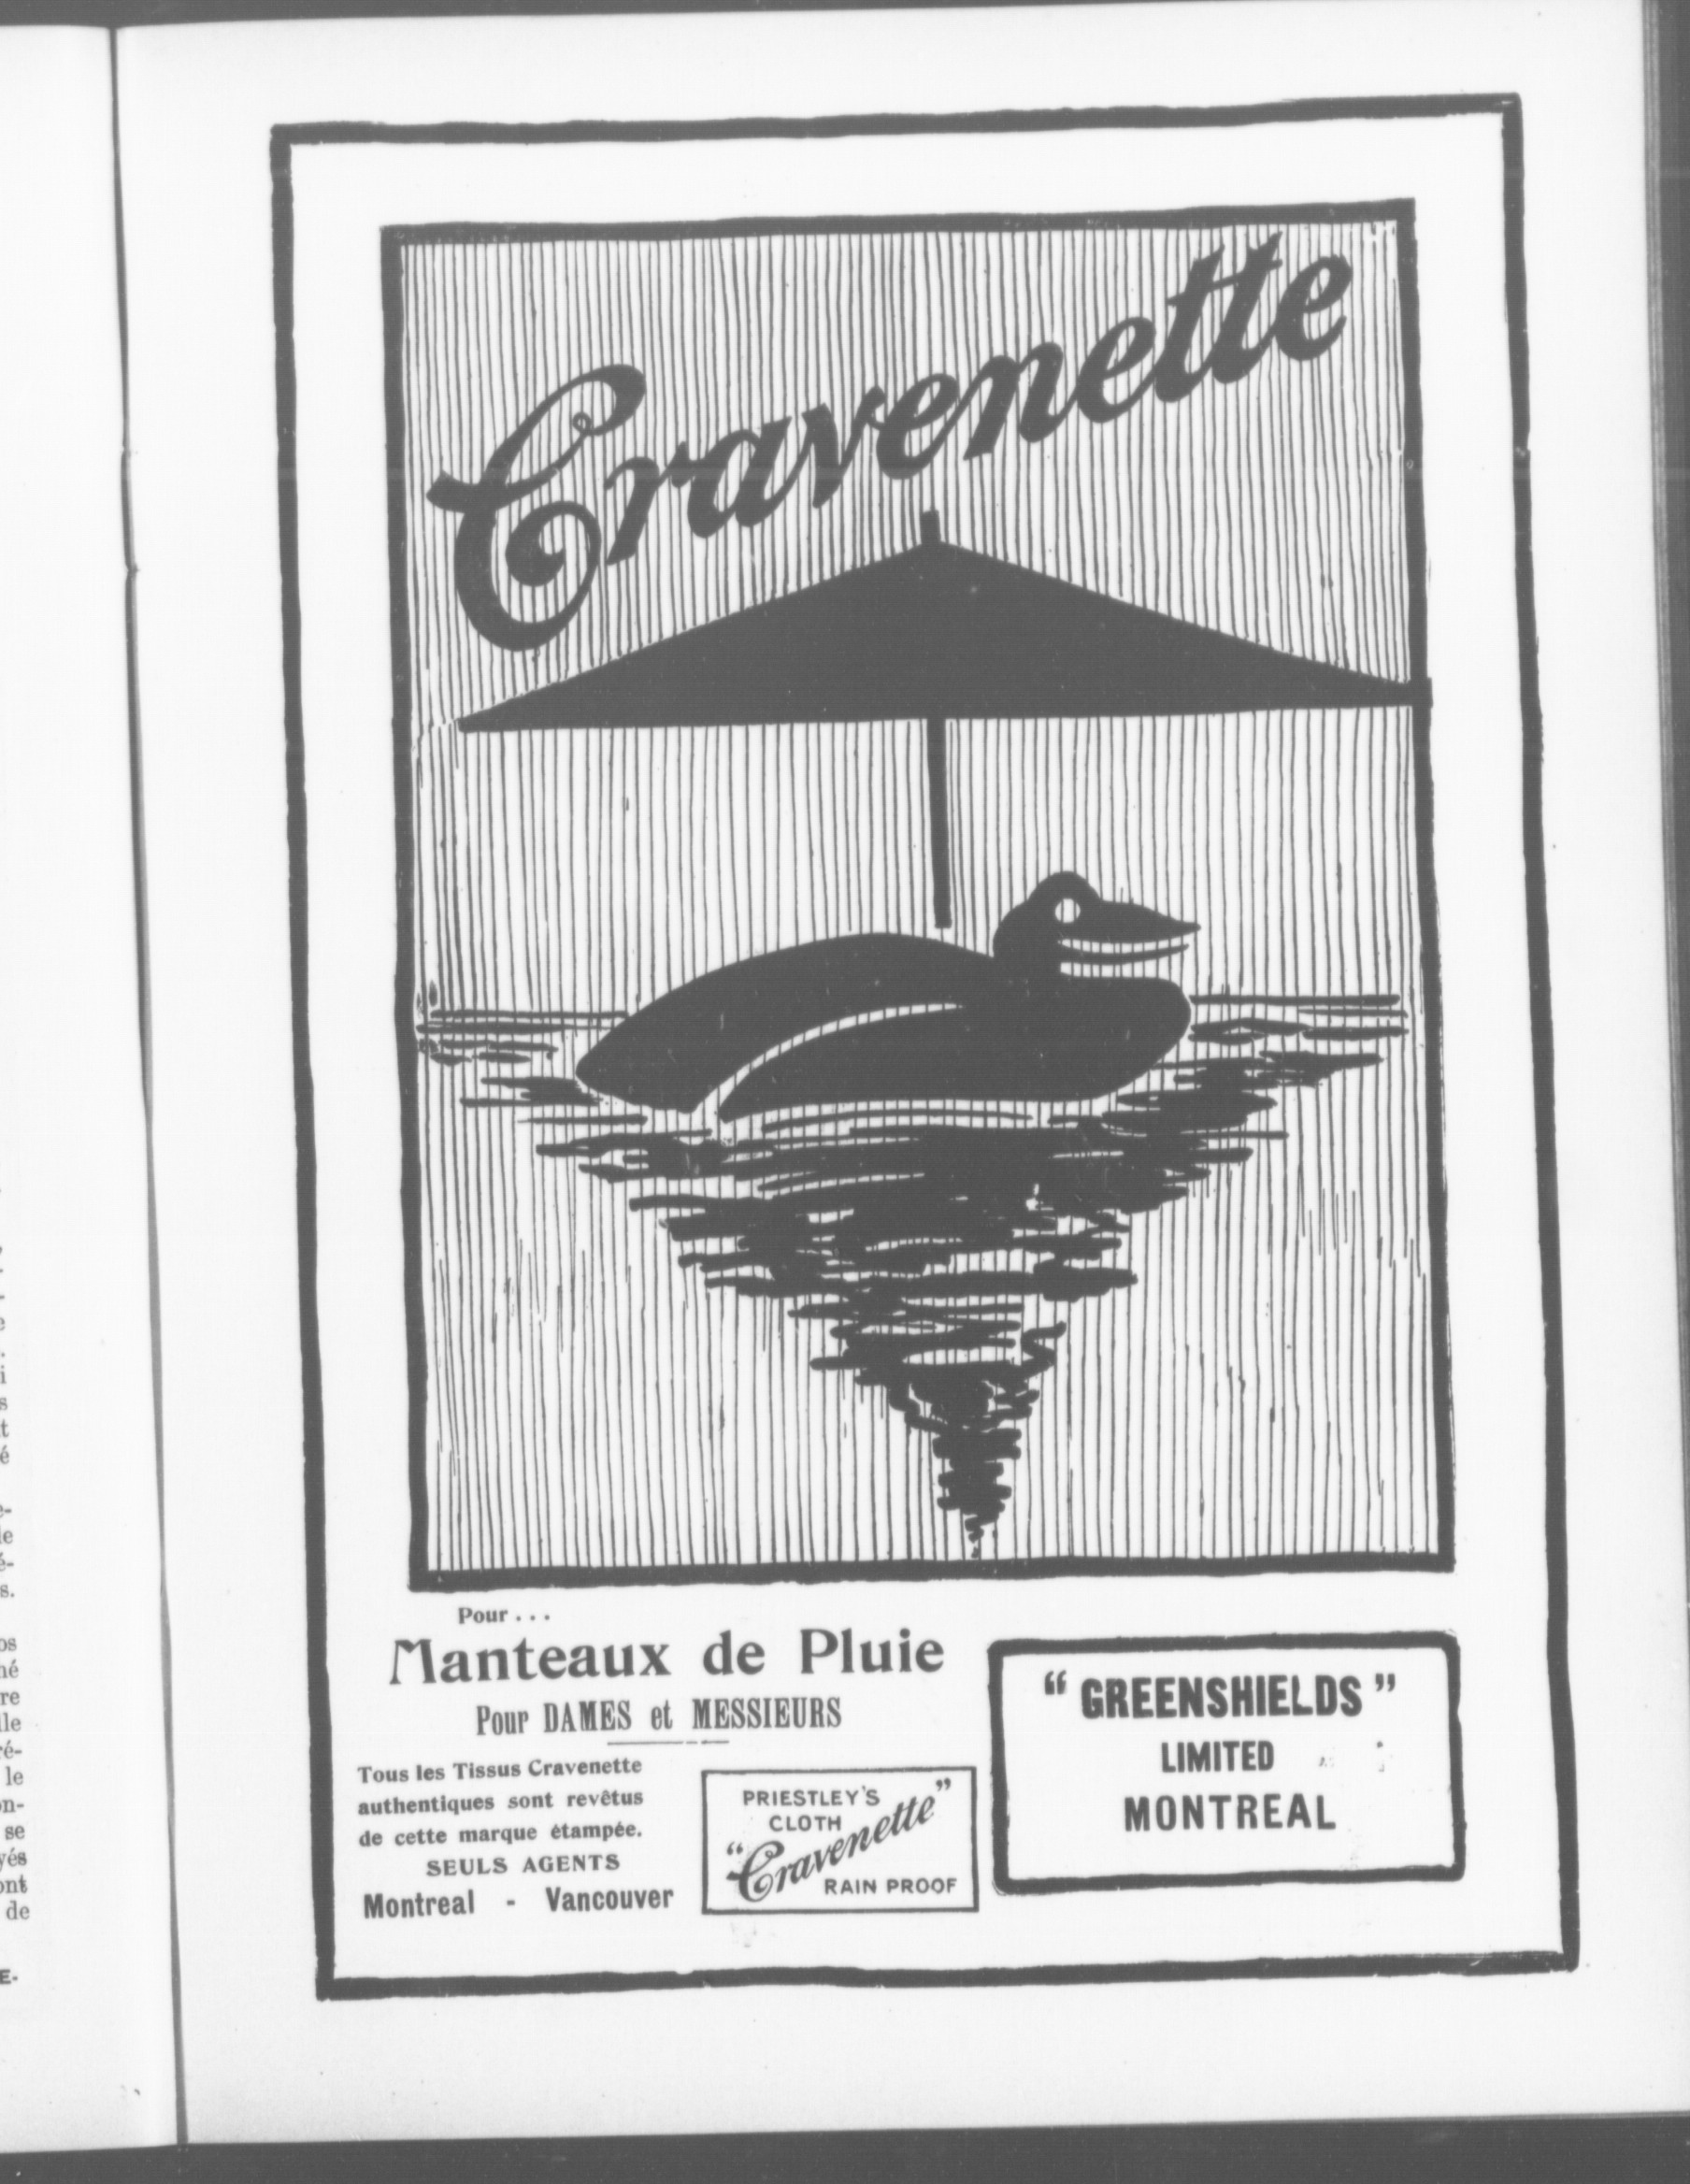 Cravenette
Pour . . .
Manteaux de Pluie
Pour DAMES et MESSIEURS
Tous les Tissus Cravenette
authentiques sont revêtus
de cette marque étampée.
SEULS AGENTS
Montreal - Vancouver
PRIESTLEY'S
CLOTH
"Cravenette"
RAIN PROOF
"GREENSHIELDS"
LIMITED
MONTREAL